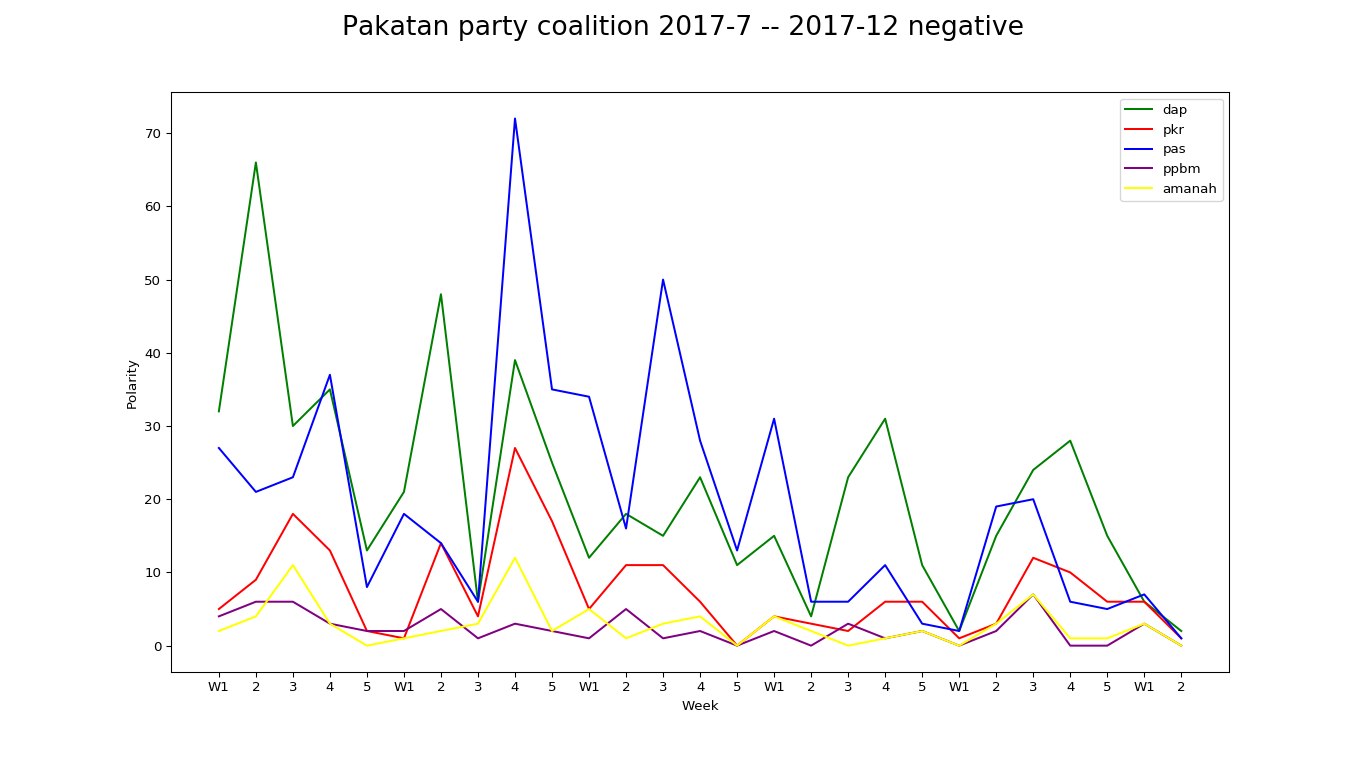 Pakatan party coalition 2017-7 -- 2017-12 negative
dap
pkr
pas
ppbm
amanah
70
60
50
40
30
20
10
0
Polarity
W1 2 3 4 5 W1 2 3 4 5 W1 2 3 4 5 W1 2 3 4 5 W1 2 3 4 5 W1 2
Week